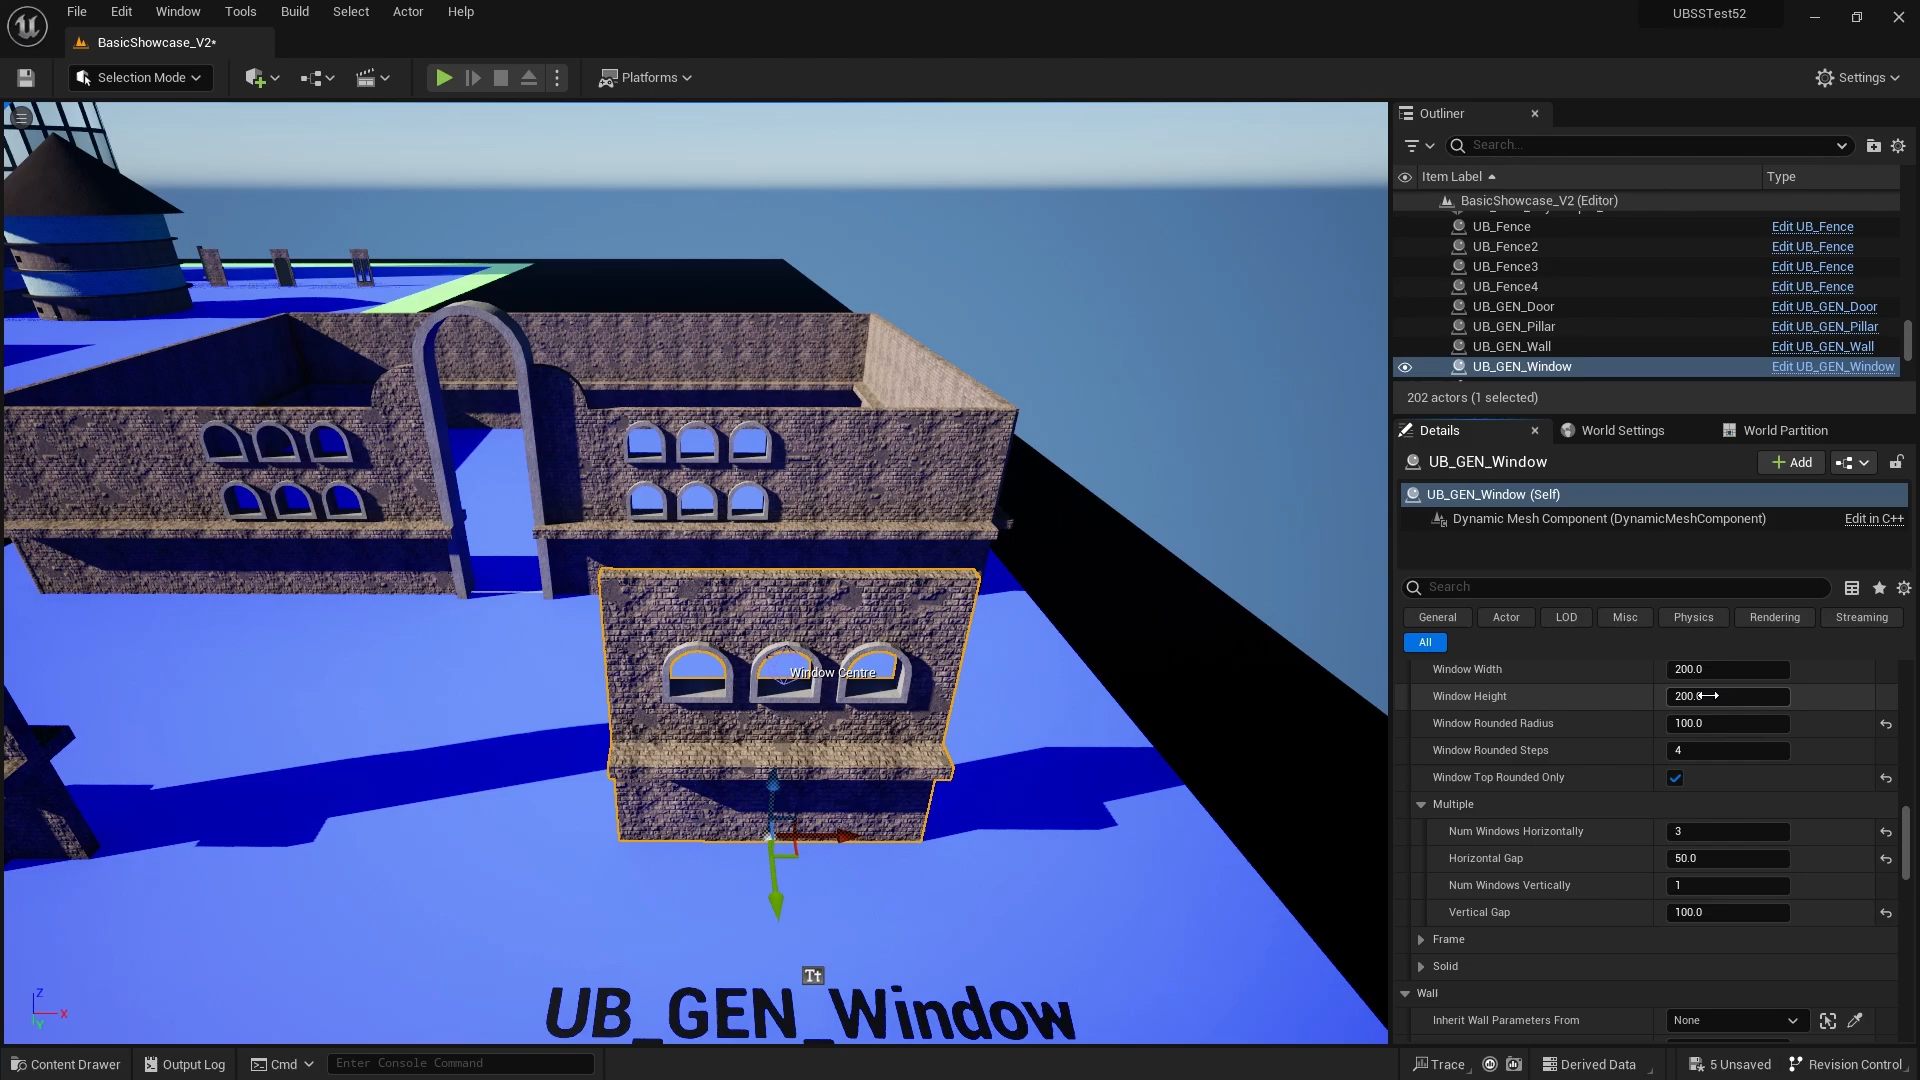 File Edit Window Tools Build Select Actor Help
UBSSTest52
BasicShowcase_V2*
Selection Mode
Platforms
Settings
Outliner
Search...
Item Label
Type
BasicShowcase_V2 (Editor)
UB_Fence Edit UB_Fence
UB_Fence2 Edit UB_Fence
UB_Fence3 Edit UB_Fence
UB_Fence4 Edit UB_Fence
UB_GEN_Door Edit UB_GEN_Door
UB_GEN_Pillar Edit UB_GEN_Pillar
UB_GEN_Wall Edit UB_GEN_Wall
UB_GEN_Window Edit UB_GEN_Window
202 actors (1 selected)
Details World Settings World Partition
UB_GEN_Window
Add
UB_GEN_Window (Self)
Dynamic Mesh Component (DynamicMeshComponent) Edit in C++
Search
General Actor LOD Misc Physics Rendering Streaming
All
Window Width 200.0
Window Height 200.0
Window Rounded Radius 100.0
Window Rounded Steps 4
Window Top Rounded Only
Multiple
Num Windows Horizontally 3
Horizontal Gap 50.0
Num Windows Vertically 1
Vertical Gap 100.0
Frame
Solid
Wall
Inherit Wall Parameters From None
Window Centre
Tt
UB_GEN_Window
Z
X
Y
Content Drawer Output Log Cmd Enter Console Command
Trace Derived Data 5 Unsaved Revision Control